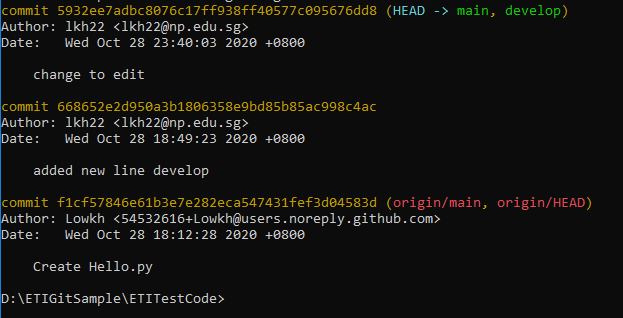 commit 5932ee7adbc8076c17ff938ff40577c095676dd8 (HEAD -> main, develop)
Author: lkh22 <lkh22@np.edu.sg>
Date:   Wed Oct 28 23:40:03 2020 +0800
    change to edit
commit 668652e2d950a3b1806358e9bd85b85ac998c4ac
Author: lkh22 <lkh22@np.edu.sg>
Date:   Wed Oct 28 18:49:23 2020 +0800
    added new line develop
commit f1cf57846e61b3e7e282eca547431fef3d04583d (origin/main, origin/HEAD)
Author: Lowkh <54532616+Lowkh@users.noreply.github.com>
Date:   Wed Oct 28 18:12:28 2020 +0800
    Create Hello.py
D:\ETIGitSample\ETITestCode>